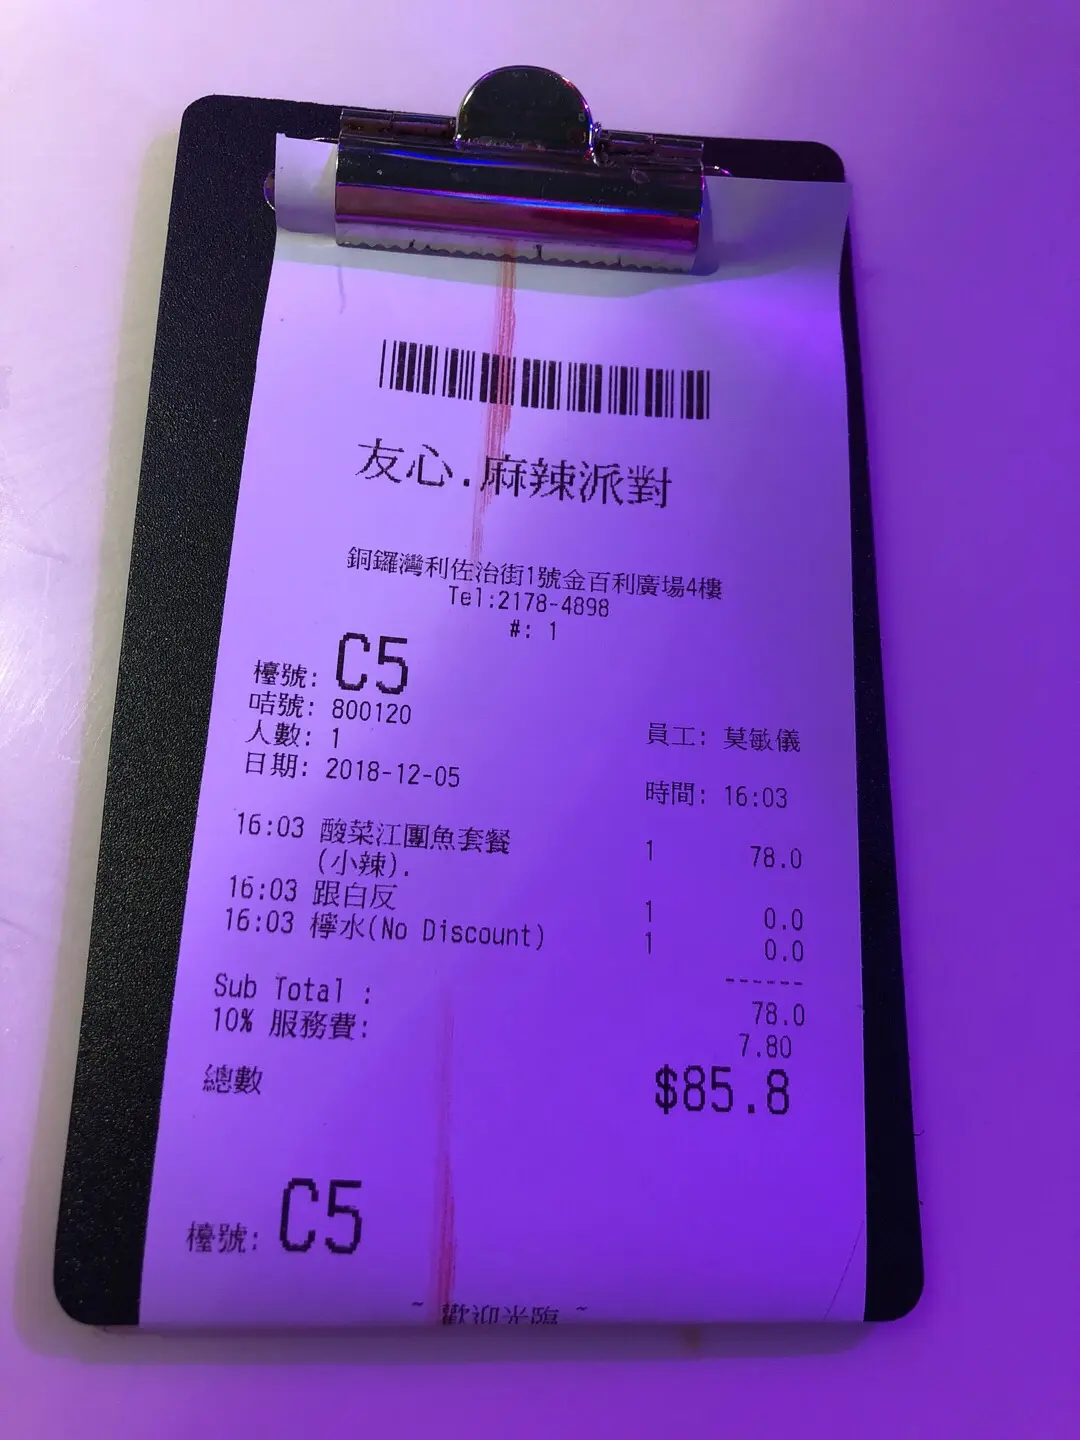 友心.麻辣派對
銅鑼灣利佐治街1號金百利廣場4樓
Tel:2178-4898
#: 1
檯號: C5
咭號: 800120
人數: 1 員工: 莫敏儀
日期: 2018-12-05 時間: 16:03
16:03 酸菜江團魚套餐 1 78.0
(小辣).
16:03 跟白反 1 0.0
16:03 檸水(No Discount) 1 0.0
------
Sub Total : 78.0
10% 服務費: 7.80
總數 $85.8
檯號: C5
~ 歡迎光臨 ~